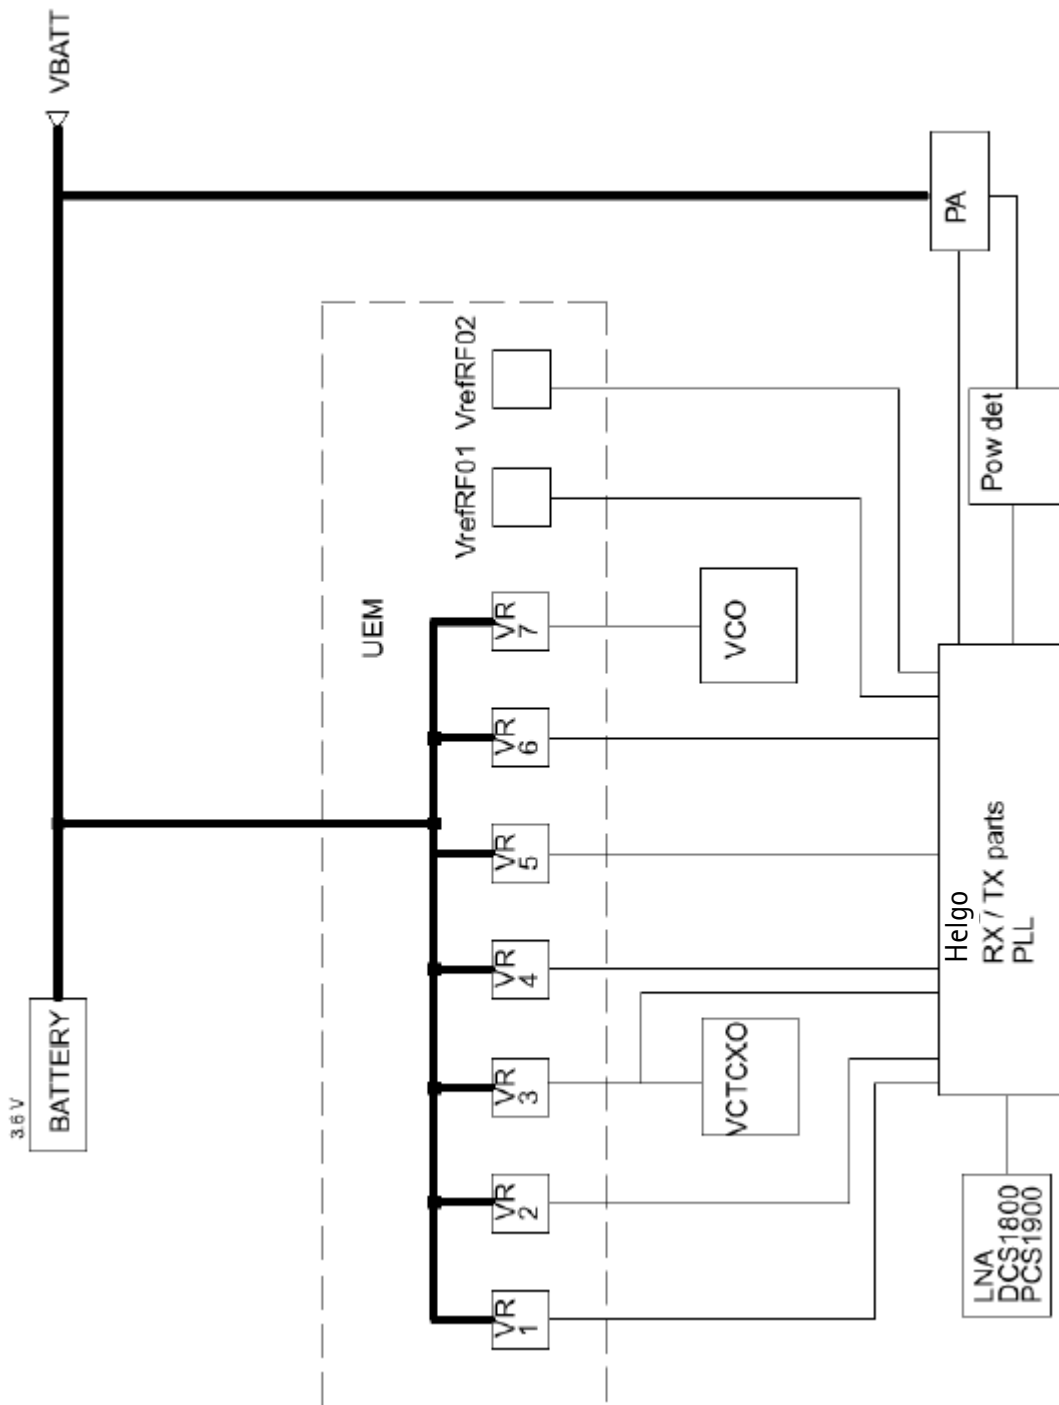 VBATT
3.6 V
BATTERY
UEM
VR
1
VR
2
VR
3
VR
4
VR
5
VR
6
VR
7
VrefRF01
VrefRF02
VCTCXO
VCO
LNA
DCS1800
PCS1900
Helgo
RX / TX parts
PLL
Pow det
PA